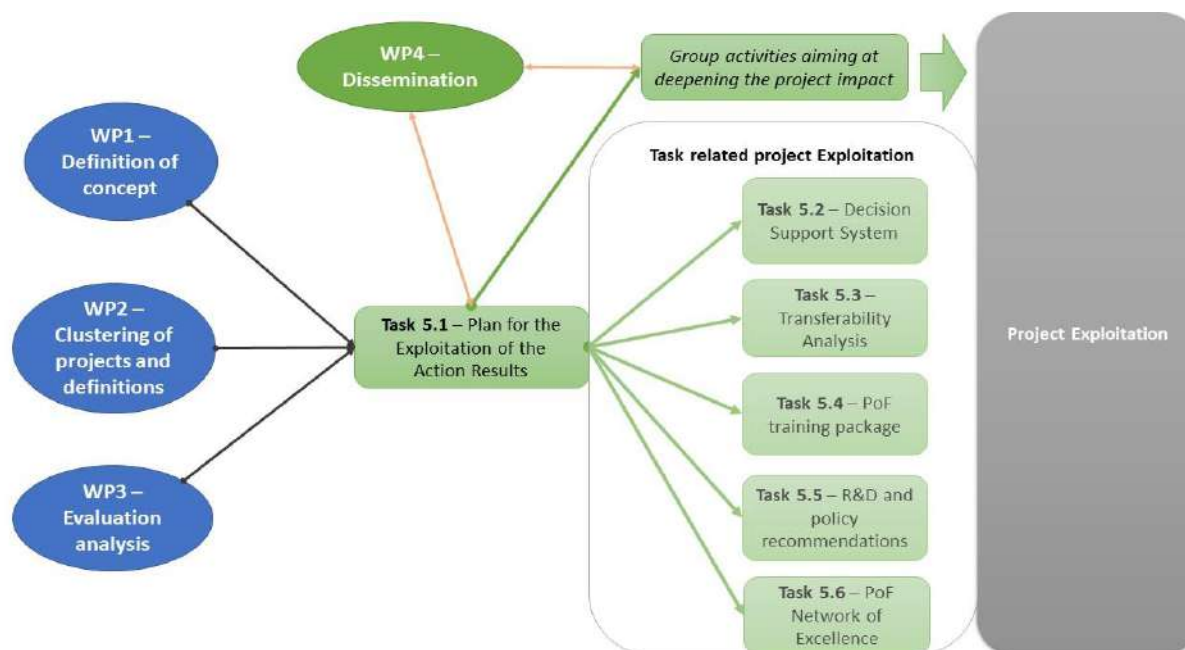 WP4 –
Dissemination
Group activities aiming at
deepening the project impact
WP1 –
Definition of
concept
Task related project Exploitation
Task 5.2 – Decision
Support System
WP2 –
Clustering of
projects and
definitions
Task 5.1 – Plan for the
Exploitation of the
Action Results
Task 5.3 –
Transferability
Analysis
Project Exploitation
Task 5.4 – PoF
training package
WP3 –
Evaluation
analysis
Task 5.5 – R&D and
policy
recommendations
Task 5.6 – PoF
Network of
Excellence